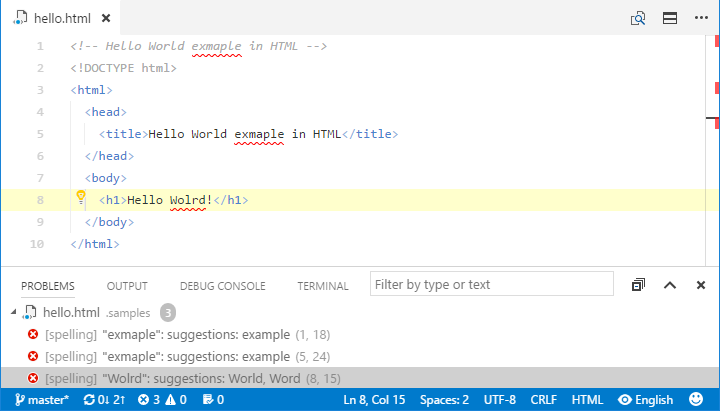 hello.html
1 <!-- Hello World exmaple in HTML -->
2 <!DOCTYPE html>
3 <html>
4 <head>
5 <title>Hello World exmaple in HTML</title>
6 </head>
7 <body>
8 <h1>Hello Wolrd!</h1>
9 </body>
10 </html>
PROBLEMS OUTPUT DEBUG CONSOLE TERMINAL Filter by type or text
hello.html .samples 3
[spelling] "exmaple": suggestions: example (1, 18)
[spelling] "exmaple": suggestions: example (5, 24)
[spelling] "Wolrd": suggestions: World, Word (8, 15)
master* 0↓ 2↑ 3 0 0 Ln 8, Col 15 Spaces: 2 UTF-8 CRLF HTML English